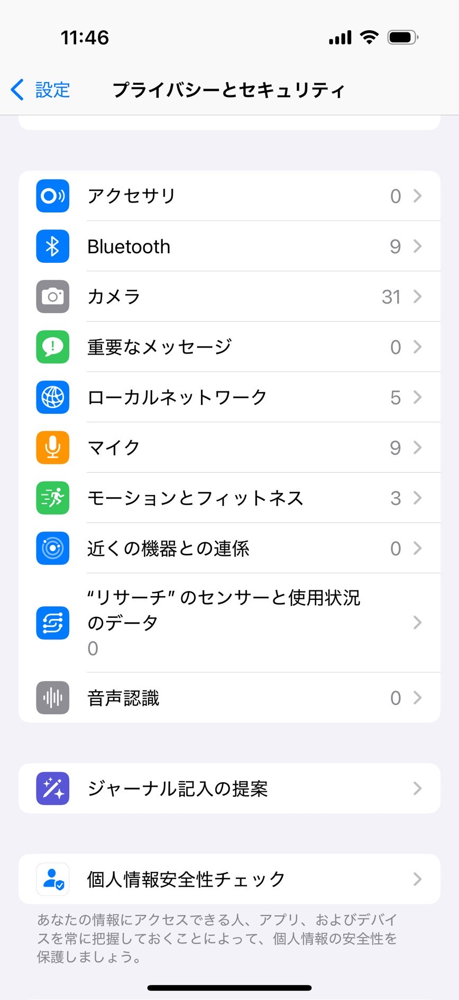 11:46
設定
プライバシーとセキュリティ
アクセサリ 0
Bluetooth 9
カメラ 31
重要なメッセージ 0
ローカルネットワーク 5
マイク 9
モーションとフィットネス 3
近くの機器との連係 0
“リサーチ” のセンサーと使用状況
のデータ
0
音声認識 0
ジャーナル記入の提案
個人情報安全性チェック
あなたの情報にアクセスできる人、アプリ、およびデバイ
スを常に把握しておくことによって、個人情報の安全性を
保護しましょう。